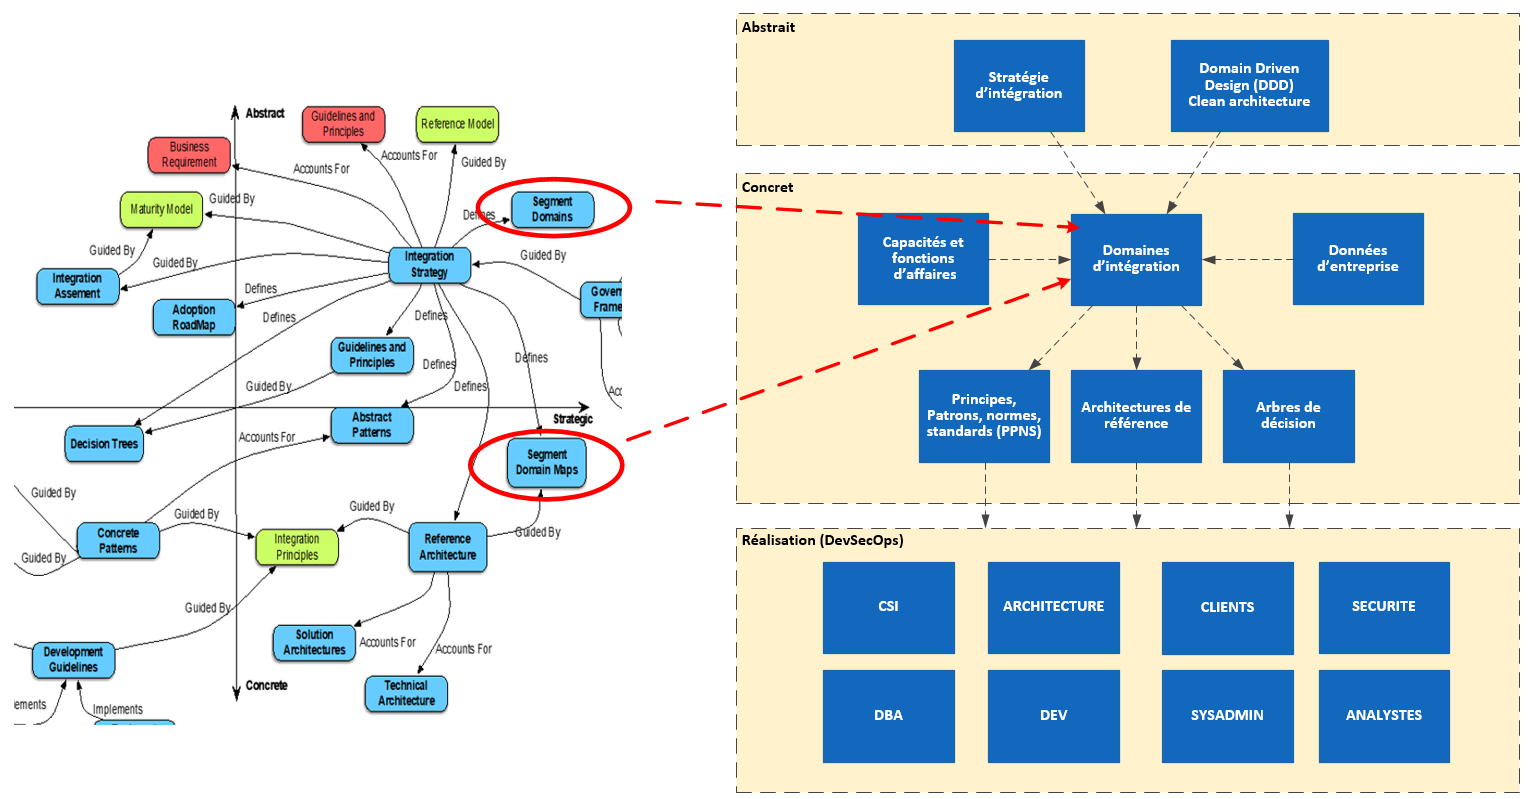 Abstract
Guidelines and
Principles
Reference Model
Business
Requirement
Accounts For
Accounts For
Guided By
Maturity Model
Guided By
Segment
Domains
Defines
Guided By
Integration
Strategy
Guided By
Guided By
Integration
Assement
Defines
Adoption
RoadMap
Defines
Defines
Guidelines and
Principles
Defines
Defines
Defines
Guided By
Abstract
Patterns
Strategic
Decision Trees
Accounts For
Segment
Domain Maps
Guided By
Guided By
Guided By
Concrete
Patterns
Guided By
Integration
Principles
Reference
Architecture
Guided By
Guided By
Guided By
Solution
Architectures
Accounts For
Accounts For
Development
Guidelines
Concrete
Technical
Architecture
lements
Implements
Abstrait
Stratégie
d’intégration
Domain Driven
Design (DDD)
Clean architecture
Concret
Capacités et
fonctions
d’affaires
Domaines
d’intégration
Données
d’entreprise
Principes,
Patrons, normes,
standards (PPNS)
Architectures de
référence
Arbres de
décision
Réalisation (DevSecOps)
CSI
ARCHITECTURE
CLIENTS
SECURITE
DBA
DEV
SYSADMIN
ANALYSTES